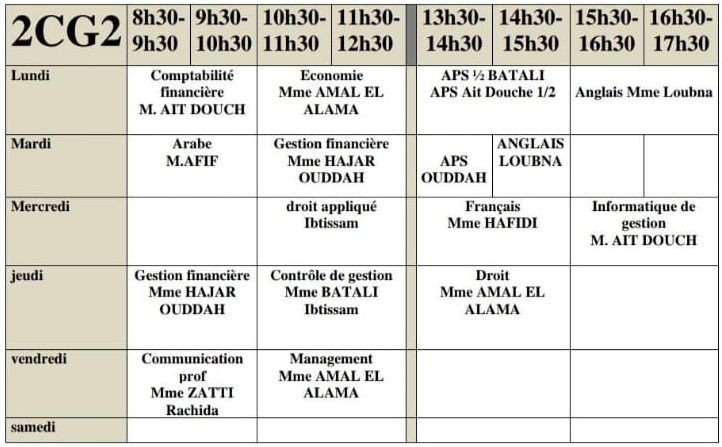 2CG2
8h30-
9h30
9h30-
10h30
10h30-
11h30
11h30-
12h30
13h30-
14h30
14h30-
15h30
15h30-
16h30
16h30-
17h30
Lundi
Comptabilité
financière
M. AIT DOUCH
Economie
Mme AMAL EL
ALAMA
APS ½ BATALI
APS Ait Douche 1/2
Anglais Mme Loubna
Mardi
Arabe
M.AFIF
Gestion financière
Mme HAJAR
OUDDAH
APS
OUDDAH
ANGLAIS
LOUBNA
Mercredi
droit appliqué
Ibtissam
Français
Mme HAFIDI
Informatique de
gestion
M. AIT DOUCH
jeudi
Gestion financière
Mme HAJAR
OUDDAH
Contrôle de gestion
Mme BATALI
Ibtissam
Droit
Mme AMAL EL
ALAMA
vendredi
Communication
prof
Mme ZATTI
Rachida
Management
Mme AMAL EL
ALAMA
samedi